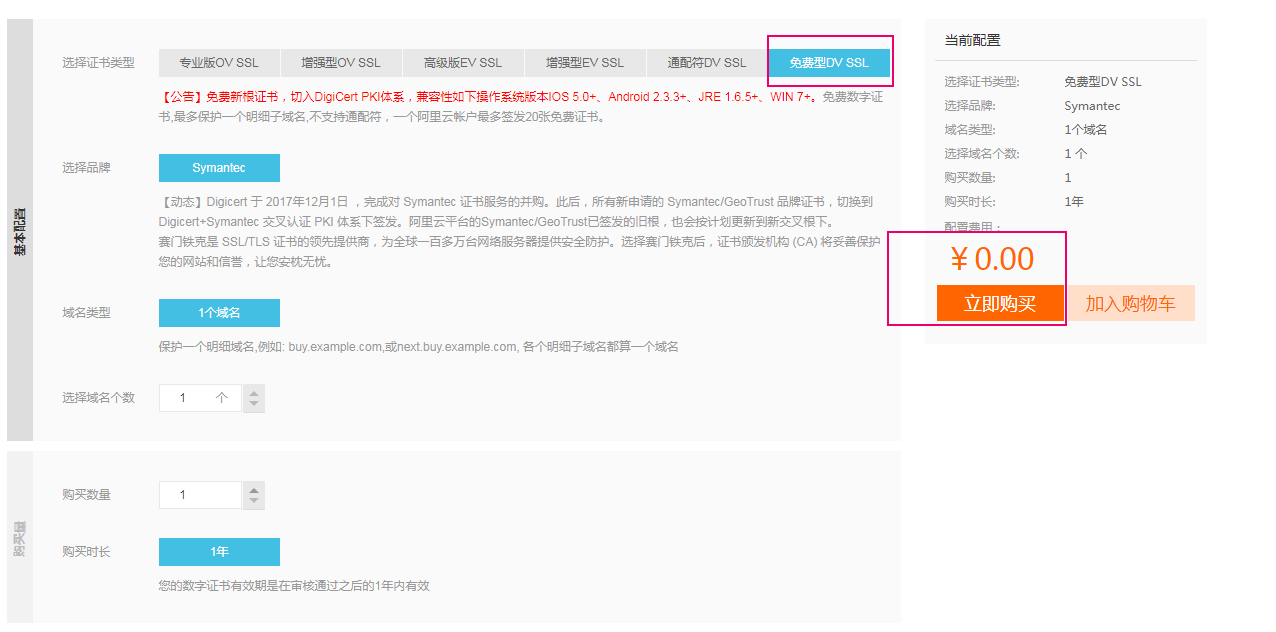 基本配置
选择证书类型
专业版OV SSL 增强型OV SSL 高级版EV SSL 增强型EV SSL 通配符DV SSL 免费型DV SSL
【公告】免费新根证书，切入DigiCert PKI体系，兼容性如下操作系统版本IOS 5.0+、Android 2.3.3+、JRE 1.6.5+、WIN 7+。免费数字证
书,最多保护一个明细子域名,不支持通配符，一个阿里云帐户最多签发20张免费证书。
选择品牌
Symantec
【动态】Digicert 于 2017年12月1日 ，完成对 Symantec 证书服务的并购。此后，所有新申请的 Symantec/GeoTrust 品牌证书，切换到
Digicert+Symantec 交叉认证 PKI 体系下签发。阿里云平台的Symantec/GeoTrust已签发的旧根，也会按计划更新到新交叉根下。
赛门铁克是 SSL/TLS 证书的领先提供商，为全球一百多万台网络服务器提供安全防护。选择赛门铁克后，证书颁发机构 (CA) 将妥善保护
您的网站和信誉，让您安枕无忧。
域名类型
1个域名
保护一个明细域名,例如: buy.example.com,或next.buy.example.com, 各个明细子域名都算一个域名
选择域名个数
1 个
购买量
购买数量
1
购买时长
1年
您的数字证书有效期是在审核通过之后的1年内有效
当前配置
选择证书类型: 免费型DV SSL
选择品牌: Symantec
域名类型: 1个域名
选择域名个数: 1 个
购买数量: 1
购买时长: 1年
配置费用：
¥ 0.00
立即购买 加入购物车